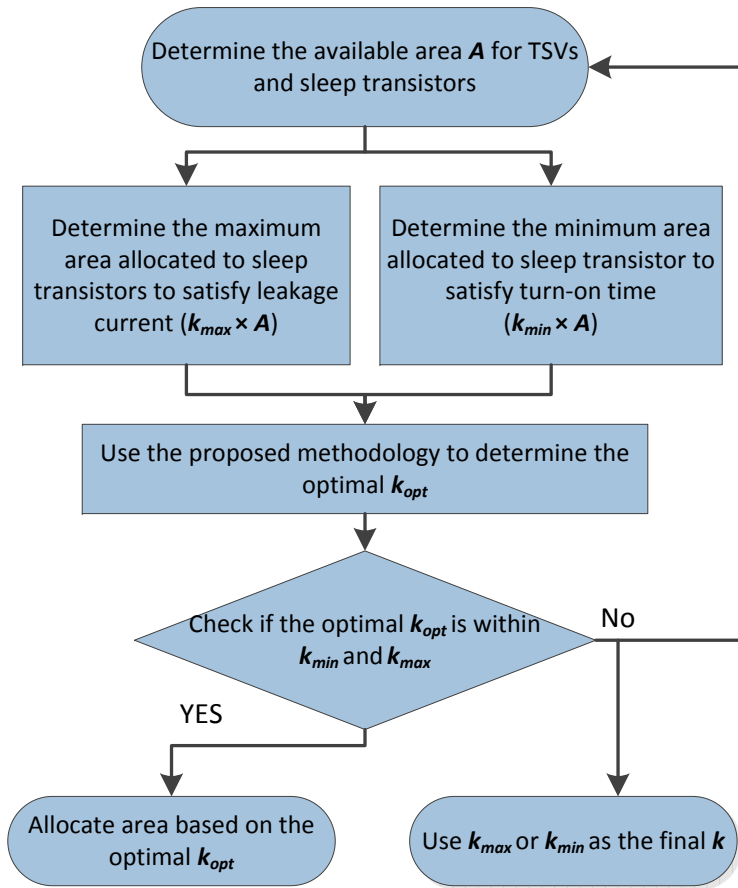 Determine the available area A for TSVs
and sleep transistors
Determine the maximum
area allocated to sleep
transistors to satisfy leakage
current (kmax × A)
Determine the minimum area
allocated to sleep transistor to
satisfy turn-on time
(kmin × A)
Use the proposed methodology to determine the
optimal kopt
Check if the optimal kopt is within
kmin and kmax
No
YES
Allocate area based on the
optimal kopt
Use kmax or kmin as the final k